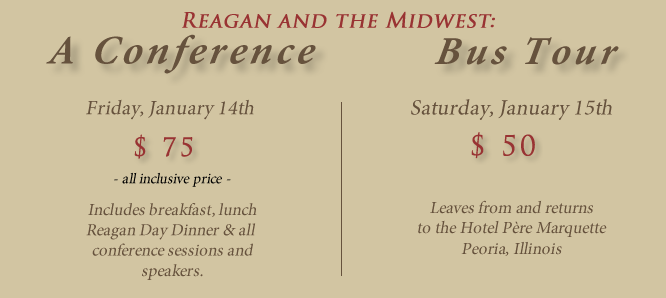 Reagan and the Midwest:
A Conference
Friday, January 14th
$ 75
- all inclusive price -
Includes breakfast, lunch
Reagan Day Dinner & all
conference sessions and
speakers.
Bus Tour
Saturday, January 15th
$ 50
Leaves from and returns
to the Hotel Père Marquette
Peoria, Illinois